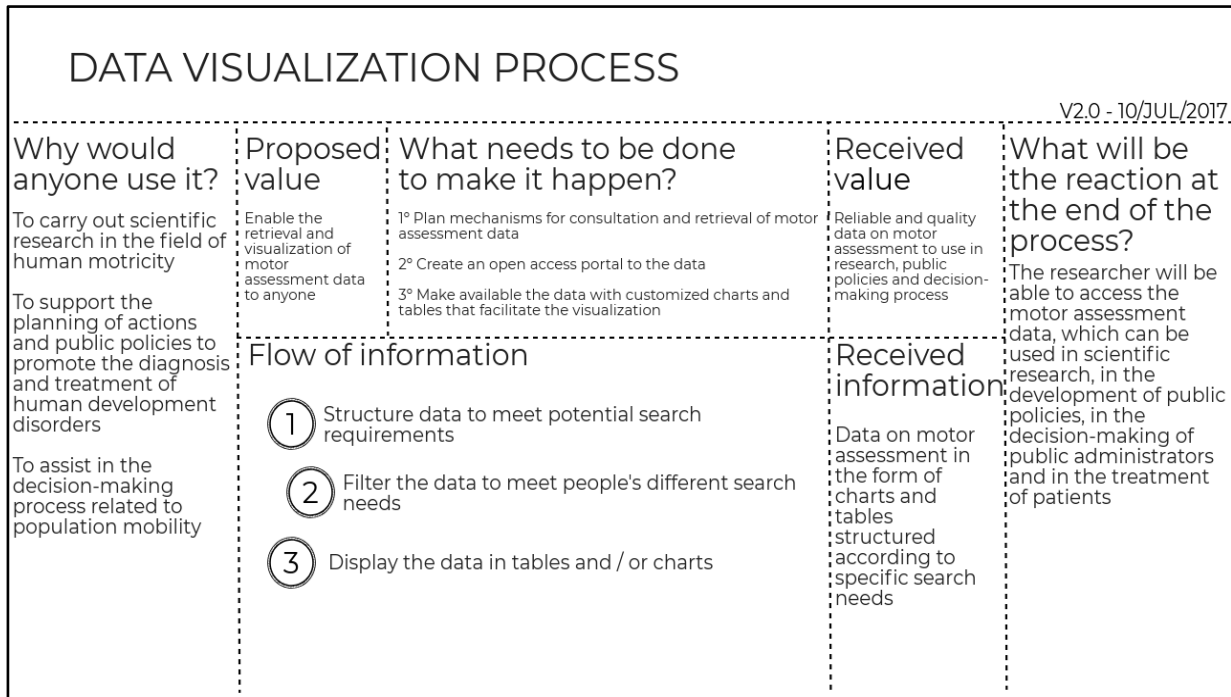 DATA VISUALIZATION PROCESS
V2.0 - 10/JUL/2017
Why would
anyone use it?
To carry out scientific
research in the field of
human motricity
To support the
planning of actions
and public policies to
promote the diagnosis
and treatment of
human development
disorders
To assist in the
decision-making
process related to
population mobility
Proposed
value
Enable the
retrieval and
visualization of
motor
assessment data
to anyone
What needs to be done
to make it happen?
1º Plan mechanisms for consultation and retrieval of motor
assessment data
2º Create an open access portal to the data
3º Make available the data with customized charts and
tables that facilitate the visualization
Received
value
Reliable and quality
data on motor
assessment to use in
research, public
policies and decision-
making process
What will be
the reaction at
the end of the
process?
The researcher will be
able to access the
motor assessment
data, which can be
used in scientific
research, in the
development of public
policies, in the
decision-making of
public administrators
and in the treatment
of patients
Flow of information
1 Structure data to meet potential search
requirements
2 Filter the data to meet people's different search
needs
3 Display the data in tables and / or charts
Received
information
Data on motor
assessment in
the form of
charts and
tables
structured
according to
specific search
needs